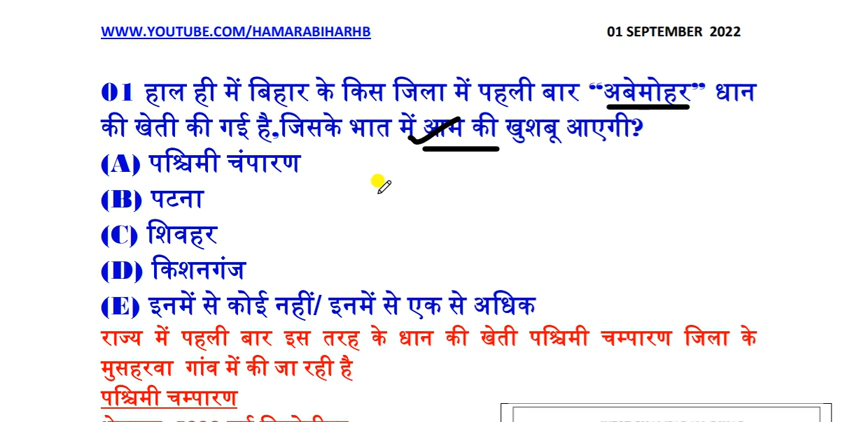 WWW.YOUTUBE.COM/HAMARABIHARHB 01 SEPTEMBER 2022
01 हाल ही में बिहार के किस जिला में पहली बार “अबेमोहर” धान
की खेती की गई है,जिसके भात में आम की खुशबू आएगी?
(A) पश्चिमी चंपारण
(B) पटना
(C) शिवहर
(D) किशनगंज
(E) इनमें से कोई नहीं/ इनमें से एक से अधिक
राज्य में पहली बार इस तरह के धान की खेती पश्चिमी चम्पारण जिला के
मुसहरवा गांव में की जा रही है
पश्चिमी चम्पारण